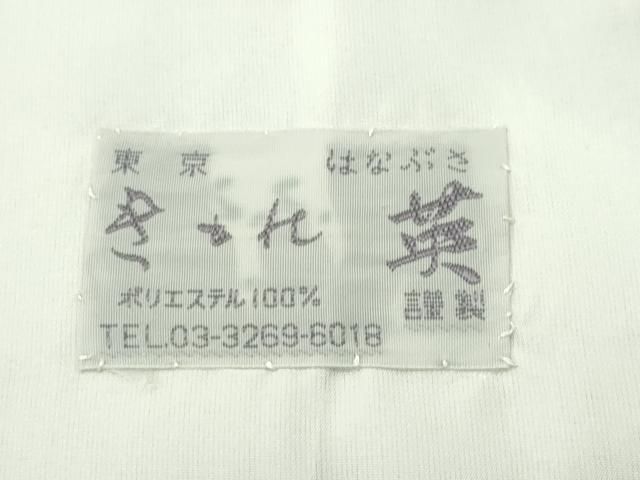 東京 はなぶさ
きもの 英
ポリエステル100% 謹製
TEL.03-3269-6018